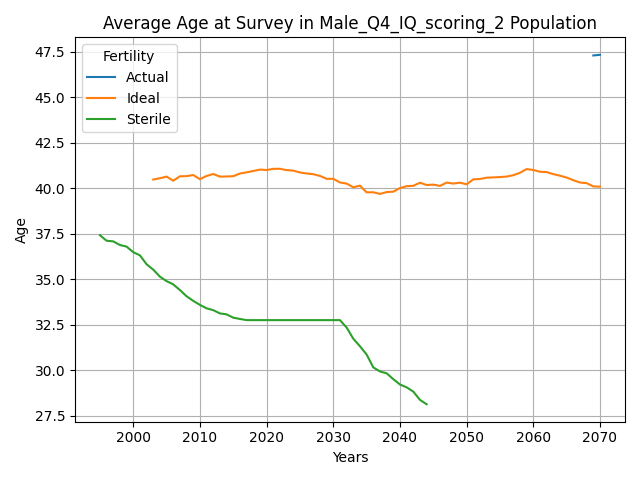 Average Age at Survey in Male_Q4_IQ_scoring_2 Population
Fertility
Actual
Ideal
Sterile
47.5
45.0
42.5
40.0
37.5
35.0
32.5
30.0
27.5
Age
2000 2010 2020 2030 2040 2050 2060 2070
Years